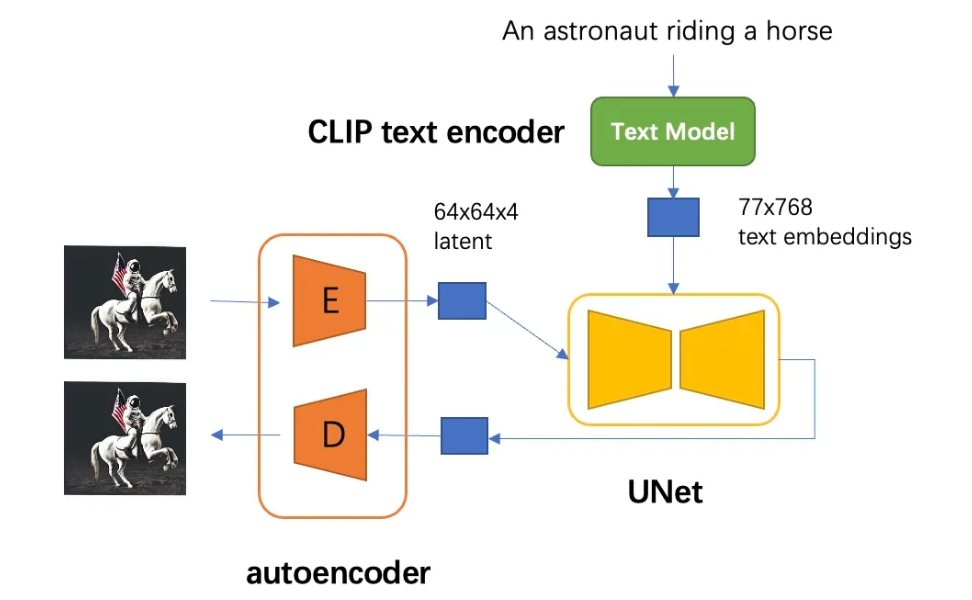 An astronaut riding a horse
CLIP text encoder
Text Model
64x64x4
latent
77x768
text embeddings
E
D
UNet
autoencoder